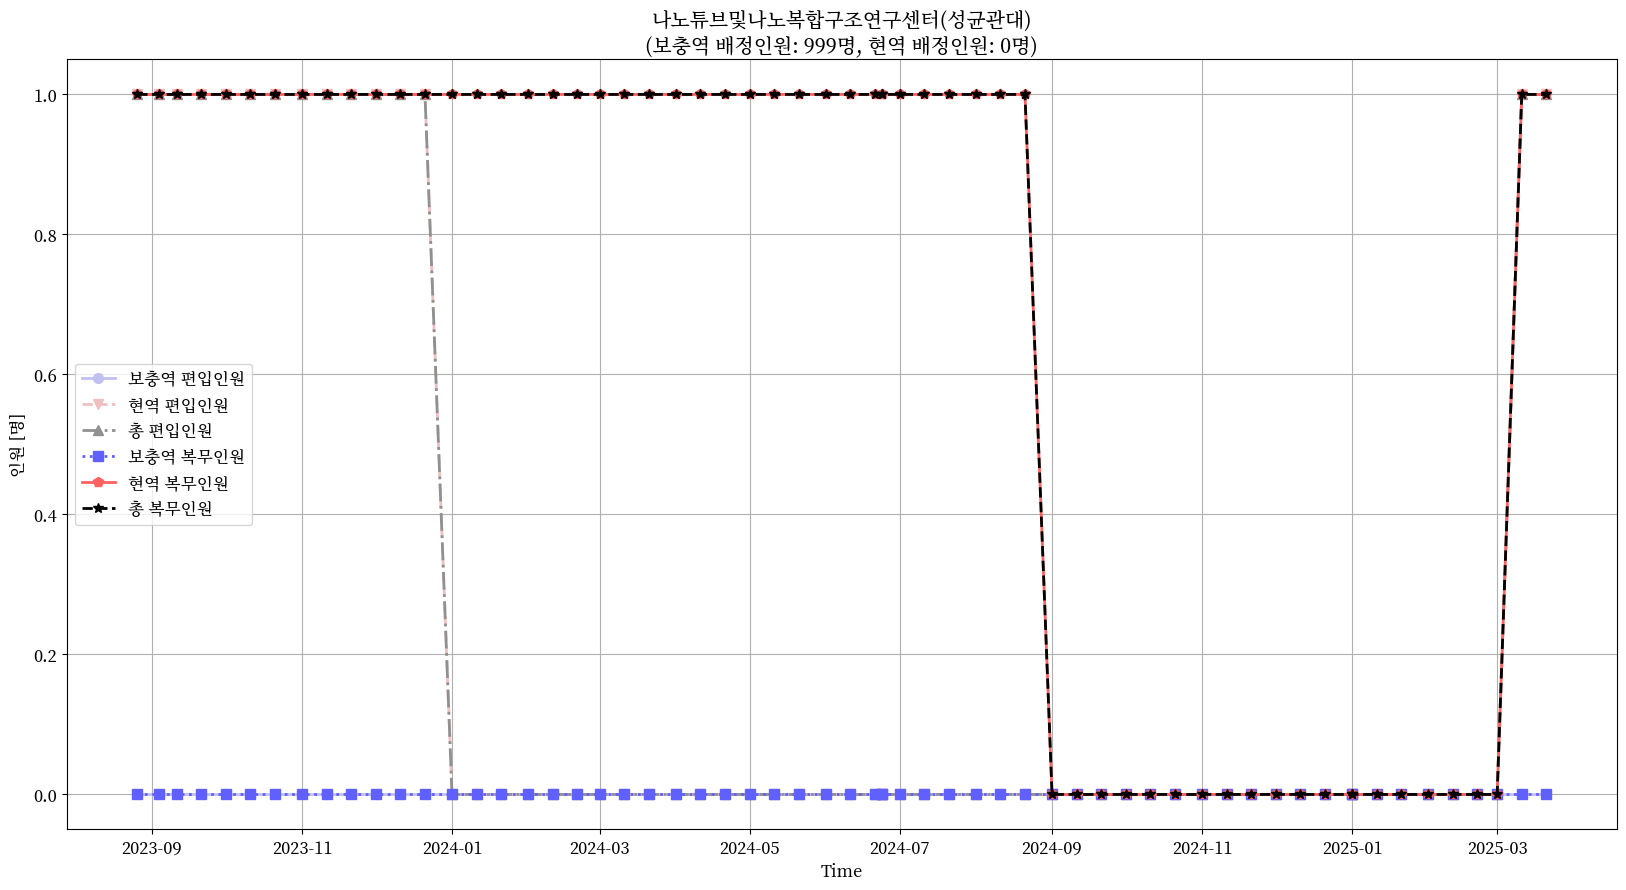 나노튜브및나노복합구조연구센터(성균관대)
(보충역 배정인원: 999명, 현역 배정인원: 0명)
인원 [명]
1.0
0.8
0.6
0.4
0.2
0.0
보충역 편입인원
현역 편입인원
총 편입인원
보충역 복무인원
현역 복무인원
총 복무인원
2023-09 2023-11 2024-01 2024-03 2024-05 2024-07 2024-09 2024-11 2025-01 2025-03
Time